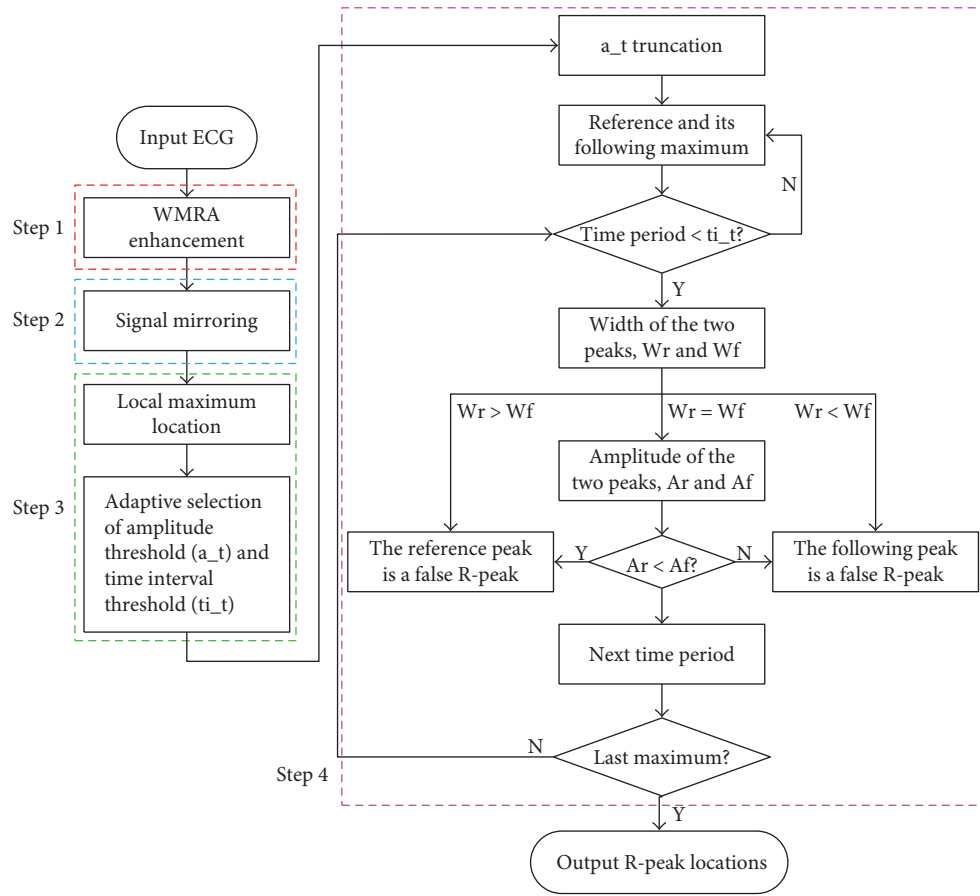 Input ECG
Step 1
WMRA
enhancement
Step 2
Signal mirroring
Step 3
Local maximum
location
Adaptive selection
of amplitude
threshold (a_t) and
time interval
threshold (ti_t)
a_t truncation
Reference and its
following maximum
N
Time period < ti_t?
Y
Width of the two
peaks, Wr and Wf
Wr > Wf
Wr = Wf
Wr < Wf
Amplitude of the
two peaks, Ar and Af
The reference peak
is a false R-peak
Y
Ar < Af?
N
The following peak
is a false R-peak
Next time period
N
Last maximum?
Step 4
Y
Output R-peak locations